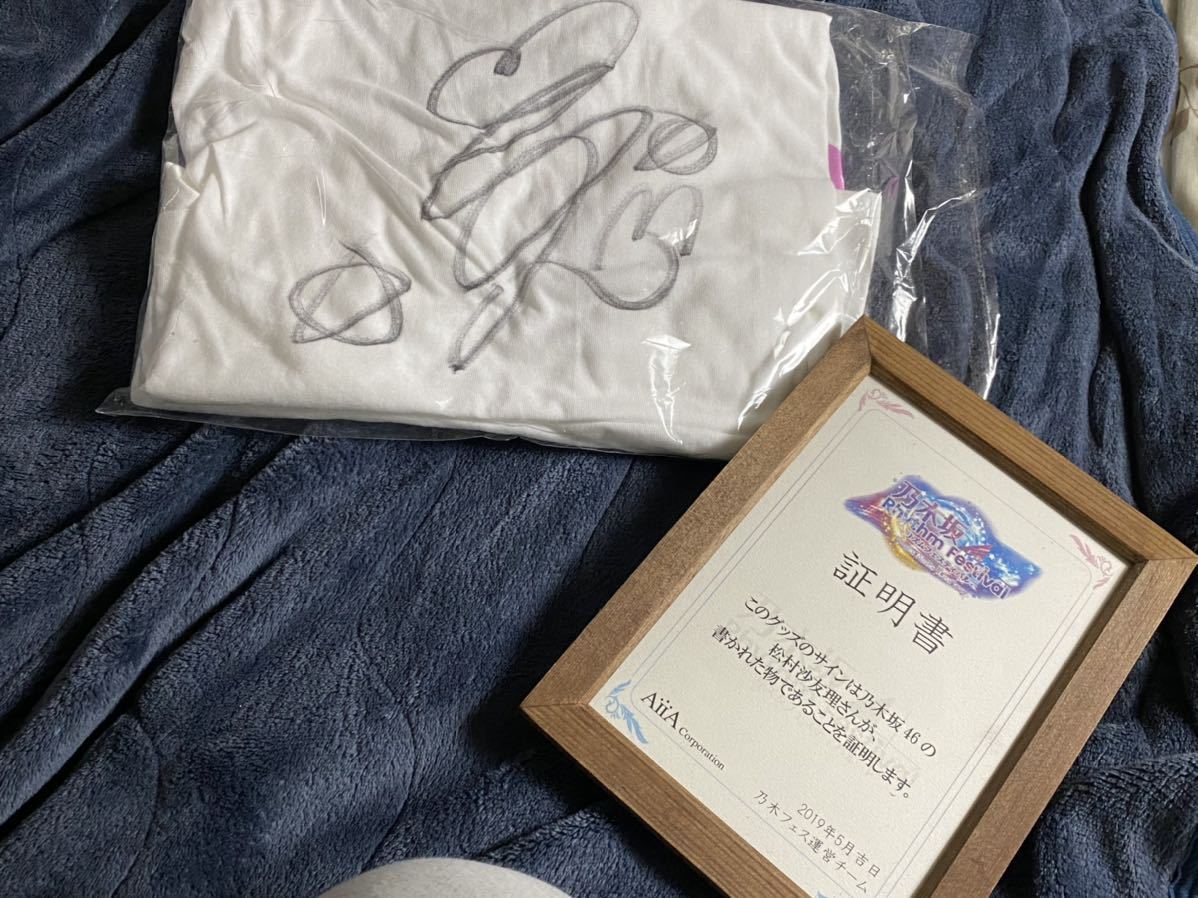 乃木坂
Rhythm Festival
証明書
このグッズのサインは乃木坂46の
松村沙友理さんが、
書かれた物であることを証明します。
AiiA Corporation
2019年5月吉日
乃木フェス運営チーム